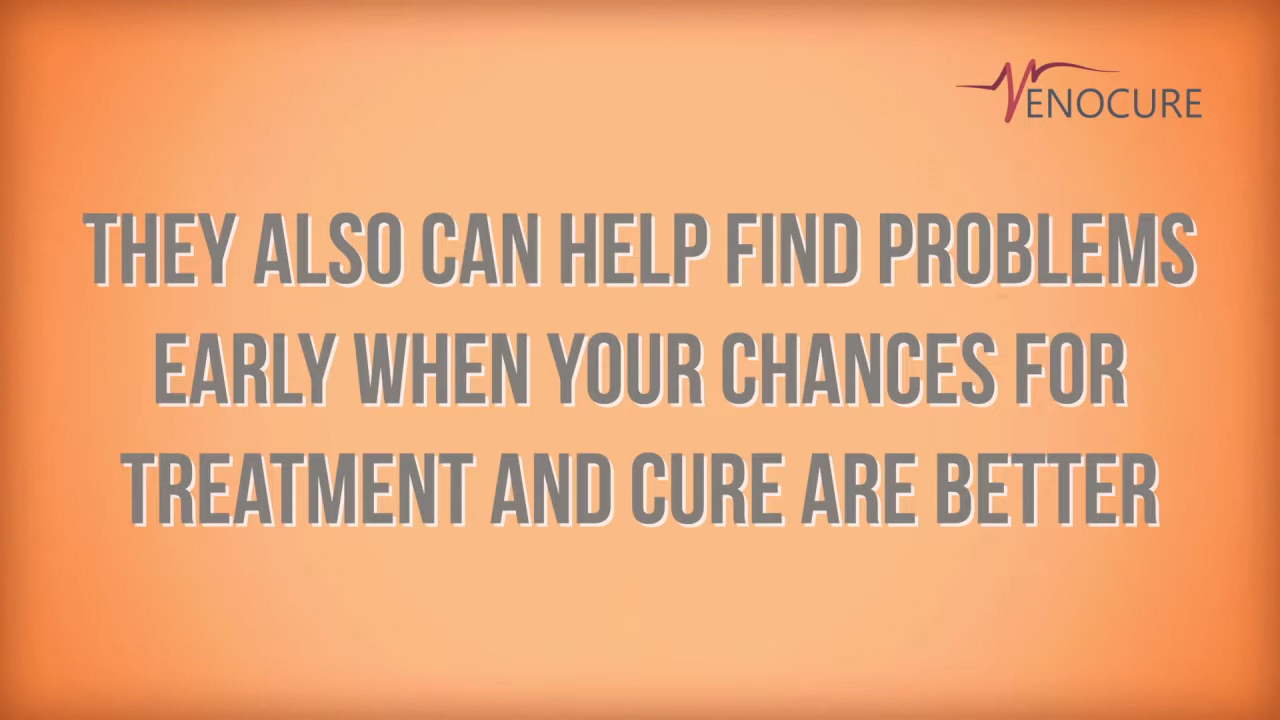 VENOCURE
THEY ALSO CAN HELP FIND PROBLEMS
EARLY WHEN YOUR CHANCES FOR
TREATMENT AND CURE ARE BETTER